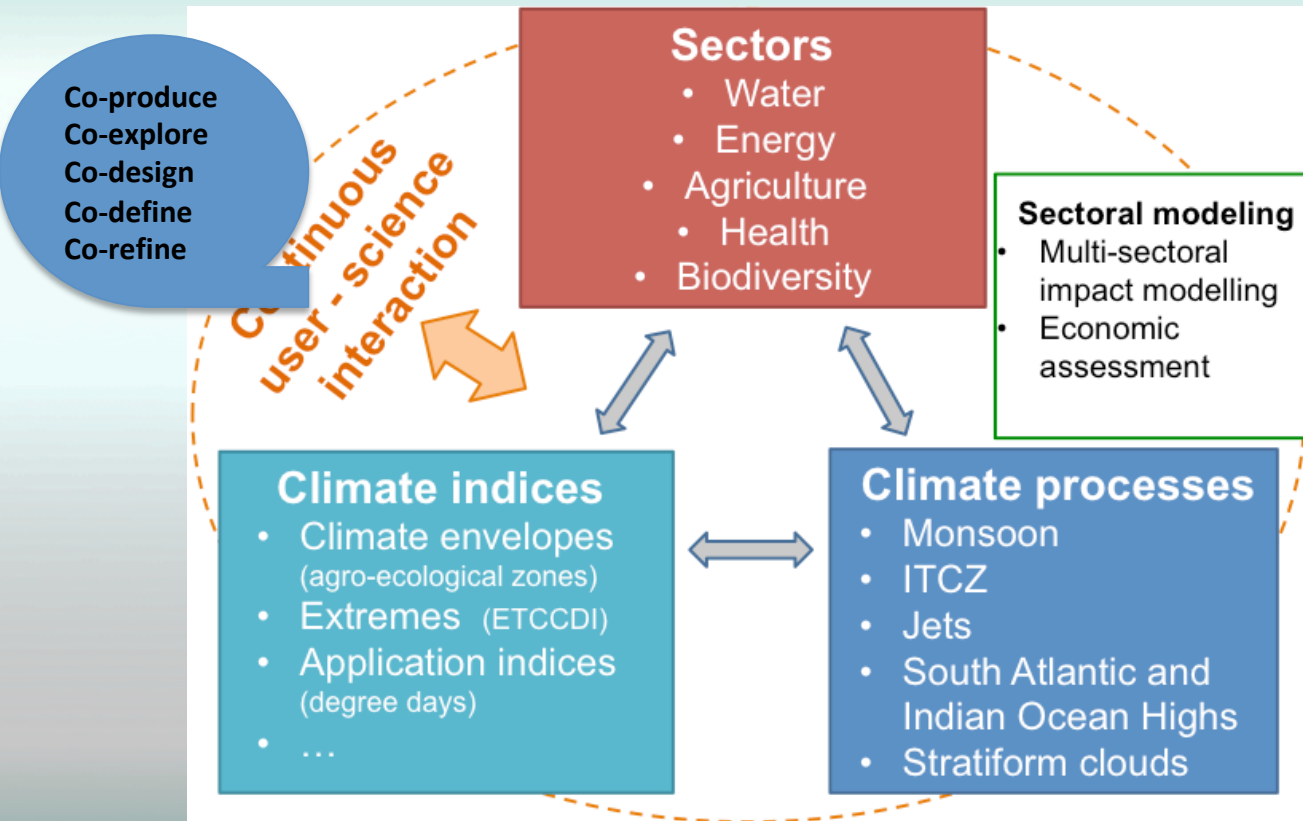 Co-produce
Co-explore
Co-design
Co-define
Co-refine
Continuous
user - science
interaction
Sectors
• Water
• Energy
• Agriculture
• Health
• Biodiversity
Sectoral modeling
• Multi-sectoral
impact modelling
• Economic
assessment
Climate indices
• Climate envelopes
(agro-ecological zones)
• Extremes (ETCCDI)
• Application indices
(degree days)
• ...
Climate processes
• Monsoon
• ITCZ
• Jets
• South Atlantic and
Indian Ocean Highs
• Stratiform clouds